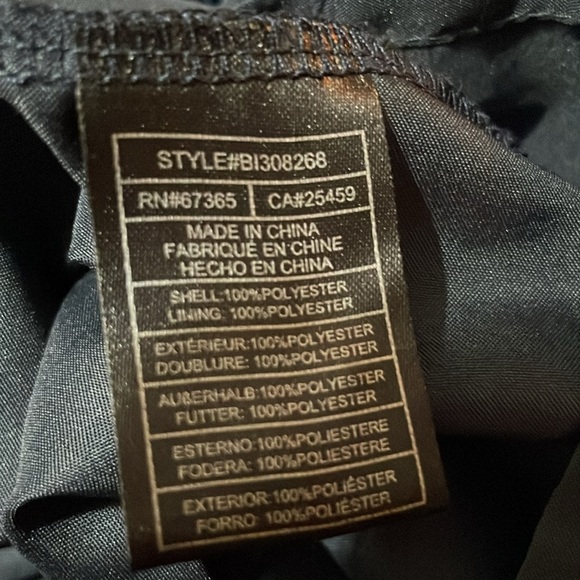 STYLE#BI308268
RN#67365 CA#25459
MADE IN CHINA
FABRIQUÉ EN CHINE
HECHO EN CHINA
SHELL:100%POLYESTER
LINING: 100%POLYESTER
EXTÉRIEUR:100%POLYESTER
DOUBLURE: 100%POLYESTER
AUßERHALB:100%POLYESTER
FUTTER: 100%POLYESTER
ESTERNO:100%POLIESTERE
FODERA: 100%POLIESTERE
EXTERIOR:100%POLIÉSTER
FORRO: 100%POLIÉSTER